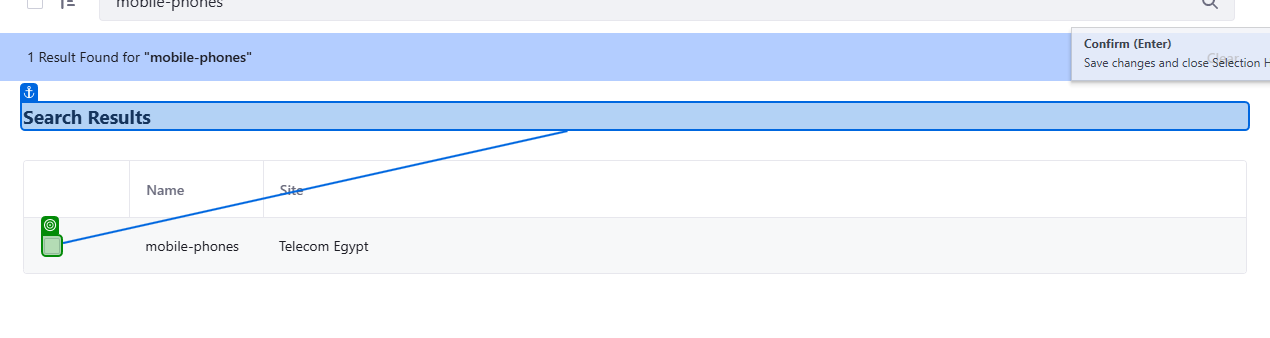 mobile-phones
1 Result Found for "mobile-phones"
Confirm (Enter)
Clear
Save changes and close Selection H
Search Results
Name
Site
mobile-phones
Telecom Egypt